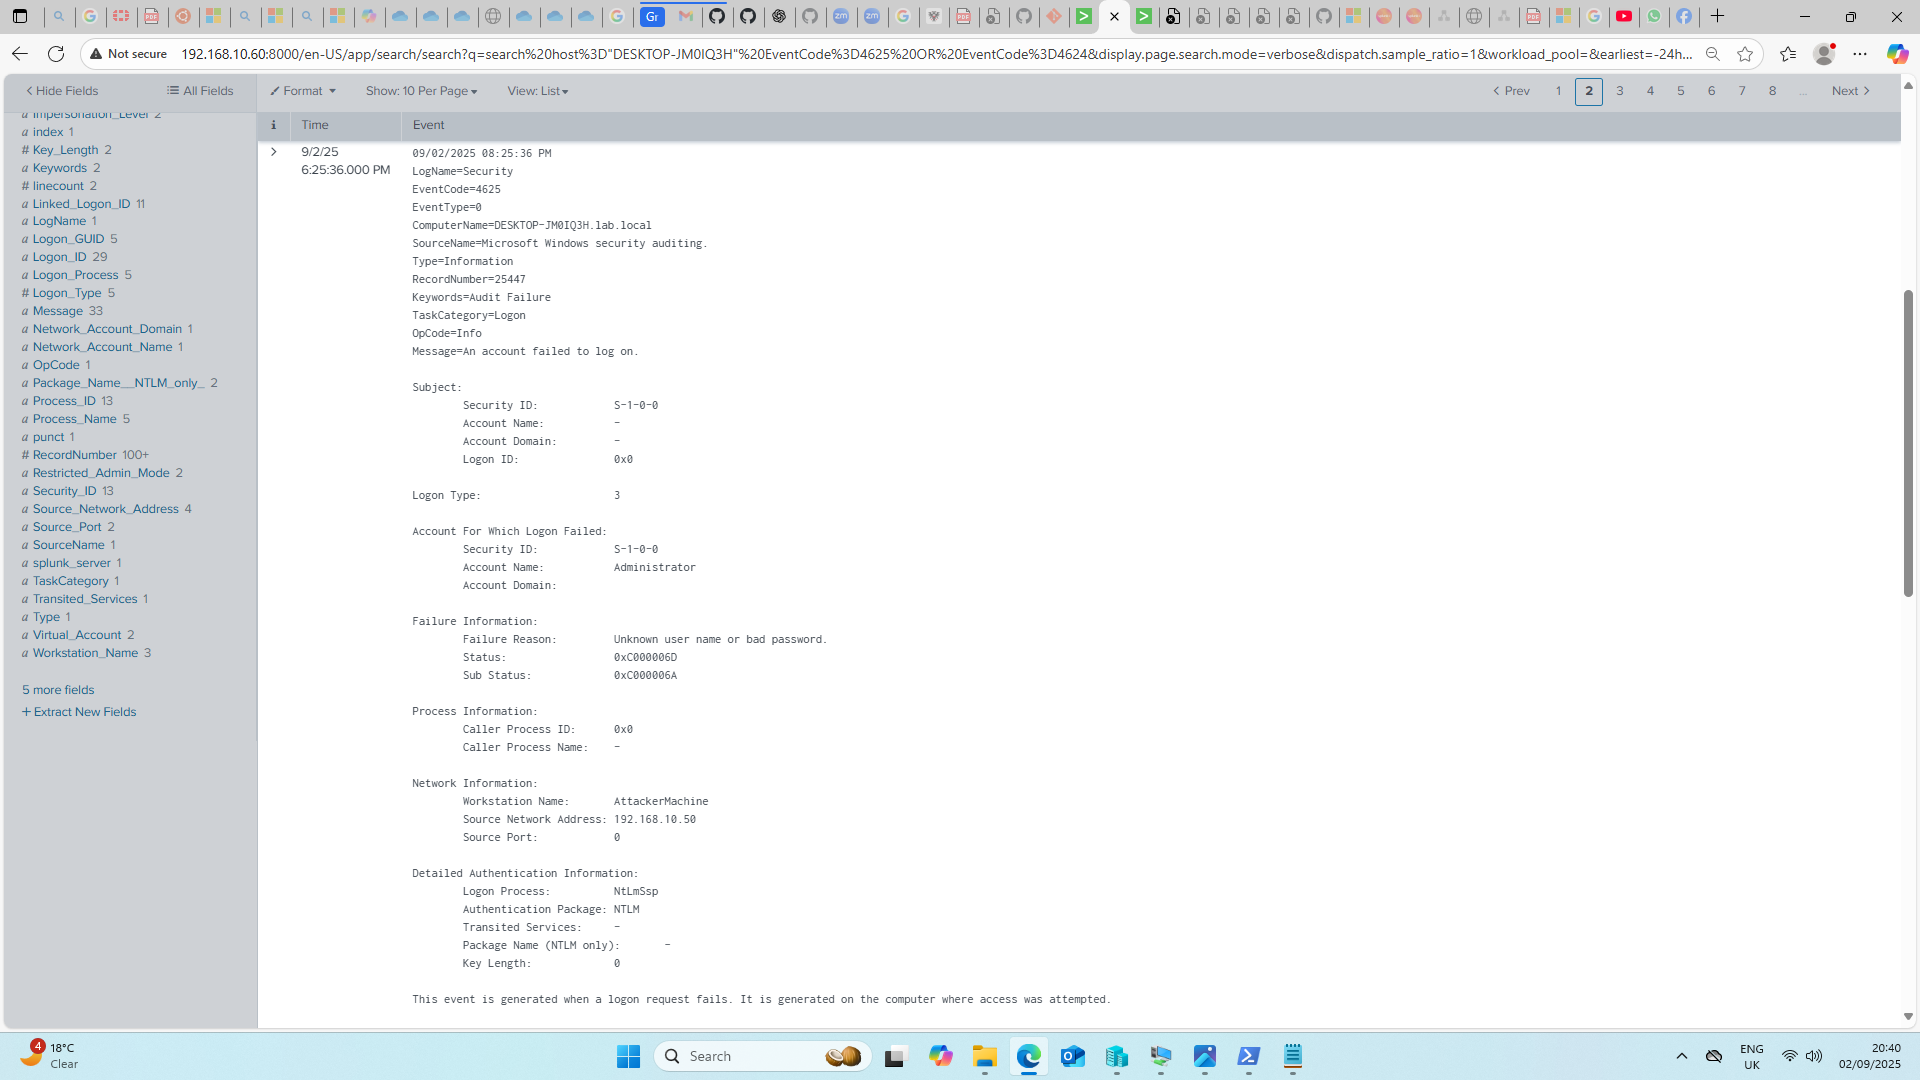 Gr
Not secure
192.168.10.60:8000/en-US/app/search/search?q=search%20host%3D"DESKTOP-JM0IQ3H"%20EventCode%3D4625%20OR%20EventCode%3D4624&display.page.search.mode=verbose&dispatch.sample_ratio=1&workload_pool=&earliest=-24h...
Hide Fields
All Fields
Format
Show: 10 Per Page
View: List
Prev
1
2
3
4
5
6
7
8
...
Next
i
Time
Event
a Impersonation_Level 2
a index 1
# Key_Length 2
a Keywords 2
# linecount 2
a Linked_Logon_ID 11
a LogName 1
a Logon_GUID 5
a Logon_ID 29
a Logon_Process 5
# Logon_Type 5
a Message 33
a Network_Account_Domain 1
a Network_Account_Name 1
a OpCode 1
a Package_Name__NTLM_only_ 2
a Process_ID 13
a Process_Name 5
a punct 1
# RecordNumber 100+
a Restricted_Admin_Mode 2
a Security_ID 13
a Source_Network_Address 4
a Source_Port 2
a SourceName 1
a splunk_server 1
a TaskCategory 1
a Transited_Services 1
a Type 1
a Virtual_Account 2
a Workstation_Name 3
5 more fields
+ Extract New Fields
9/2/25
6:25:36.000 PM
09/02/2025 08:25:36 PM
LogName=Security
EventCode=4625
EventType=0
ComputerName=DESKTOP-JM0IQ3H.lab.local
SourceName=Microsoft Windows security auditing.
Type=Information
RecordNumber=25447
Keywords=Audit Failure
TaskCategory=Logon
OpCode=Info
Message=An account failed to log on.
Subject:
Security ID: S-1-0-0
Account Name: -
Account Domain: -
Logon ID: 0x0
Logon Type: 3
Account For Which Logon Failed:
Security ID: S-1-0-0
Account Name: Administrator
Account Domain:
Failure Information:
Failure Reason: Unknown user name or bad password.
Status: 0xC000006D
Sub Status: 0xC000006A
Process Information:
Caller Process ID: 0x0
Caller Process Name: -
Network Information:
Workstation Name: AttackerMachine
Source Network Address: 192.168.10.50
Source Port: 0
Detailed Authentication Information:
Logon Process: NtLmSsp
Authentication Package: NTLM
Transited Services: -
Package Name (NTLM only): -
Key Length: 0
This event is generated when a logon request fails. It is generated on the computer where access was attempted.
4
18°C
Clear
Search
ENG
UK
20:40
02/09/2025